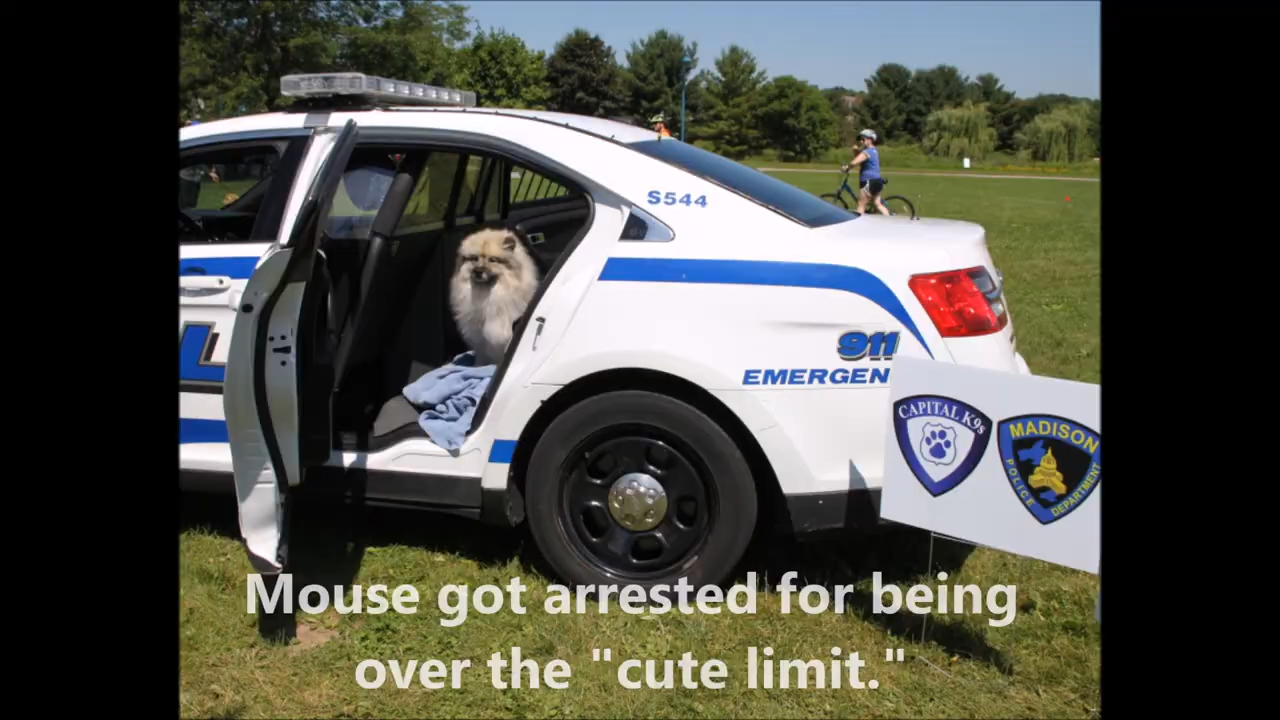 S544
911
EMERGEN
CAPITAL K9s
MADISON
POLICE DEPARTMENT
Mouse got arrested for being
over the "cute limit."